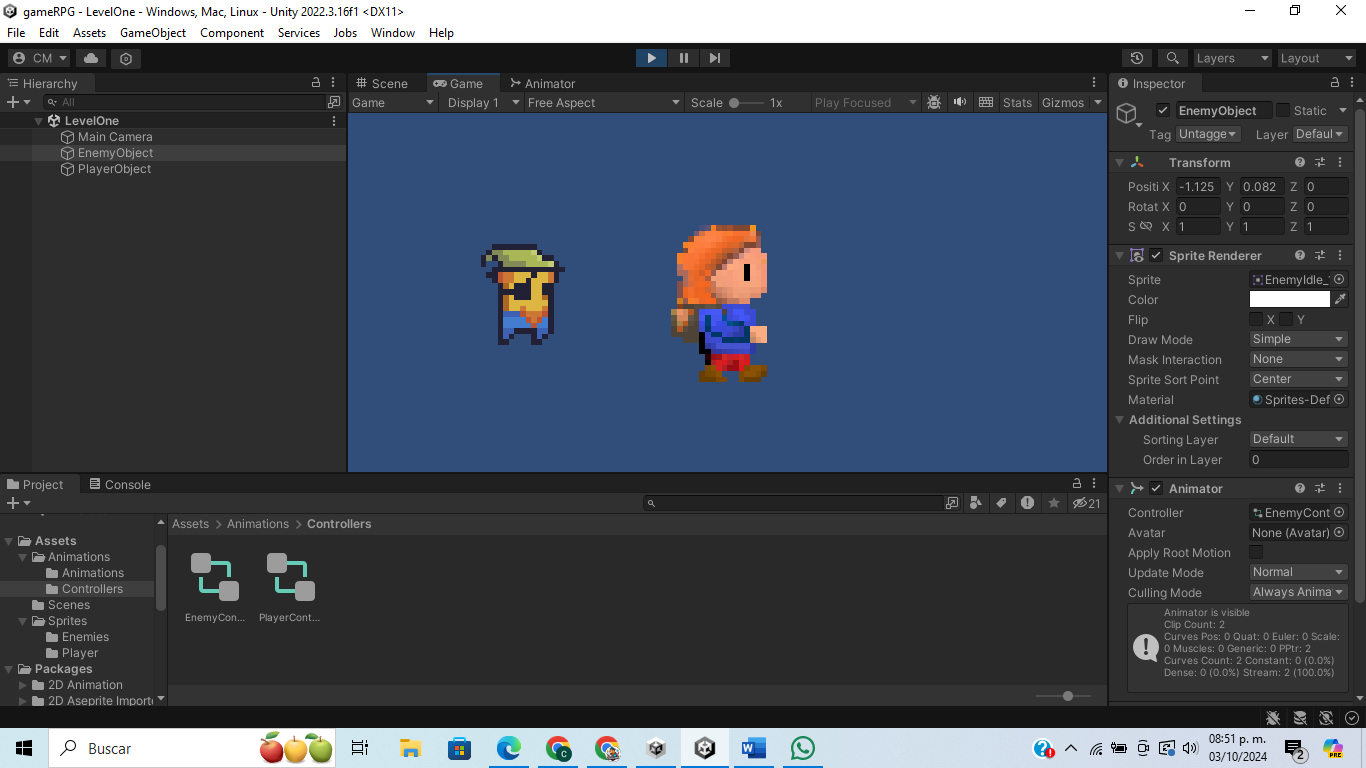 gameRPG - LevelOne - Windows, Mac, Linux - Unity 2022.3.16f1 <DX11>
File Edit Assets GameObject Component Services Jobs Window Help
CM Layers Layout
Hierarchy Scene Game Animator Inspector
All Game Display 1 Free Aspect Scale 1x Play Focused Stats Gizmos
EnemyObject Static
LevelOne
Main Camera Tag Untagge Layer Defaul
EnemyObject Transform
PlayerObject
Positi X -1.125 Y 0.082 Z 0
Rotat X 0 Y 0 Z 0
S X 1 Y 1 Z 1
Sprite Renderer
Sprite EnemyIdle_
Color
Flip X Y
Draw Mode Simple
Mask Interaction None
Sprite Sort Point Center
Material Sprites-Def
Additional Settings
Sorting Layer Default
Order in Layer 0
Project Console
Animator
21
Assets > Animations > Controllers
Controller EnemyCont
Avatar None (Avatar)
Apply Root Motion
Update Mode Normal
Culling Mode Always Anima
Animator is visible
Clip Count: 2
Curves Pos: 0 Quat: 0 Euler: 0 Scale:
0 Muscles: 0 Generic: 0 PPtr: 2
Curves Count: 2 Constant: 0 (0.0%)
Dense: 0 (0.0%) Stream: 2 (100.0%)
Assets
Animations
Animations
Controllers
Scenes
Sprites
Enemies
Player
Packages
2D Animation
2D Aseprite Importe
EnemyCon... PlayerCont...
Buscar
08:51 p. m.
03/10/2024
2
PRE